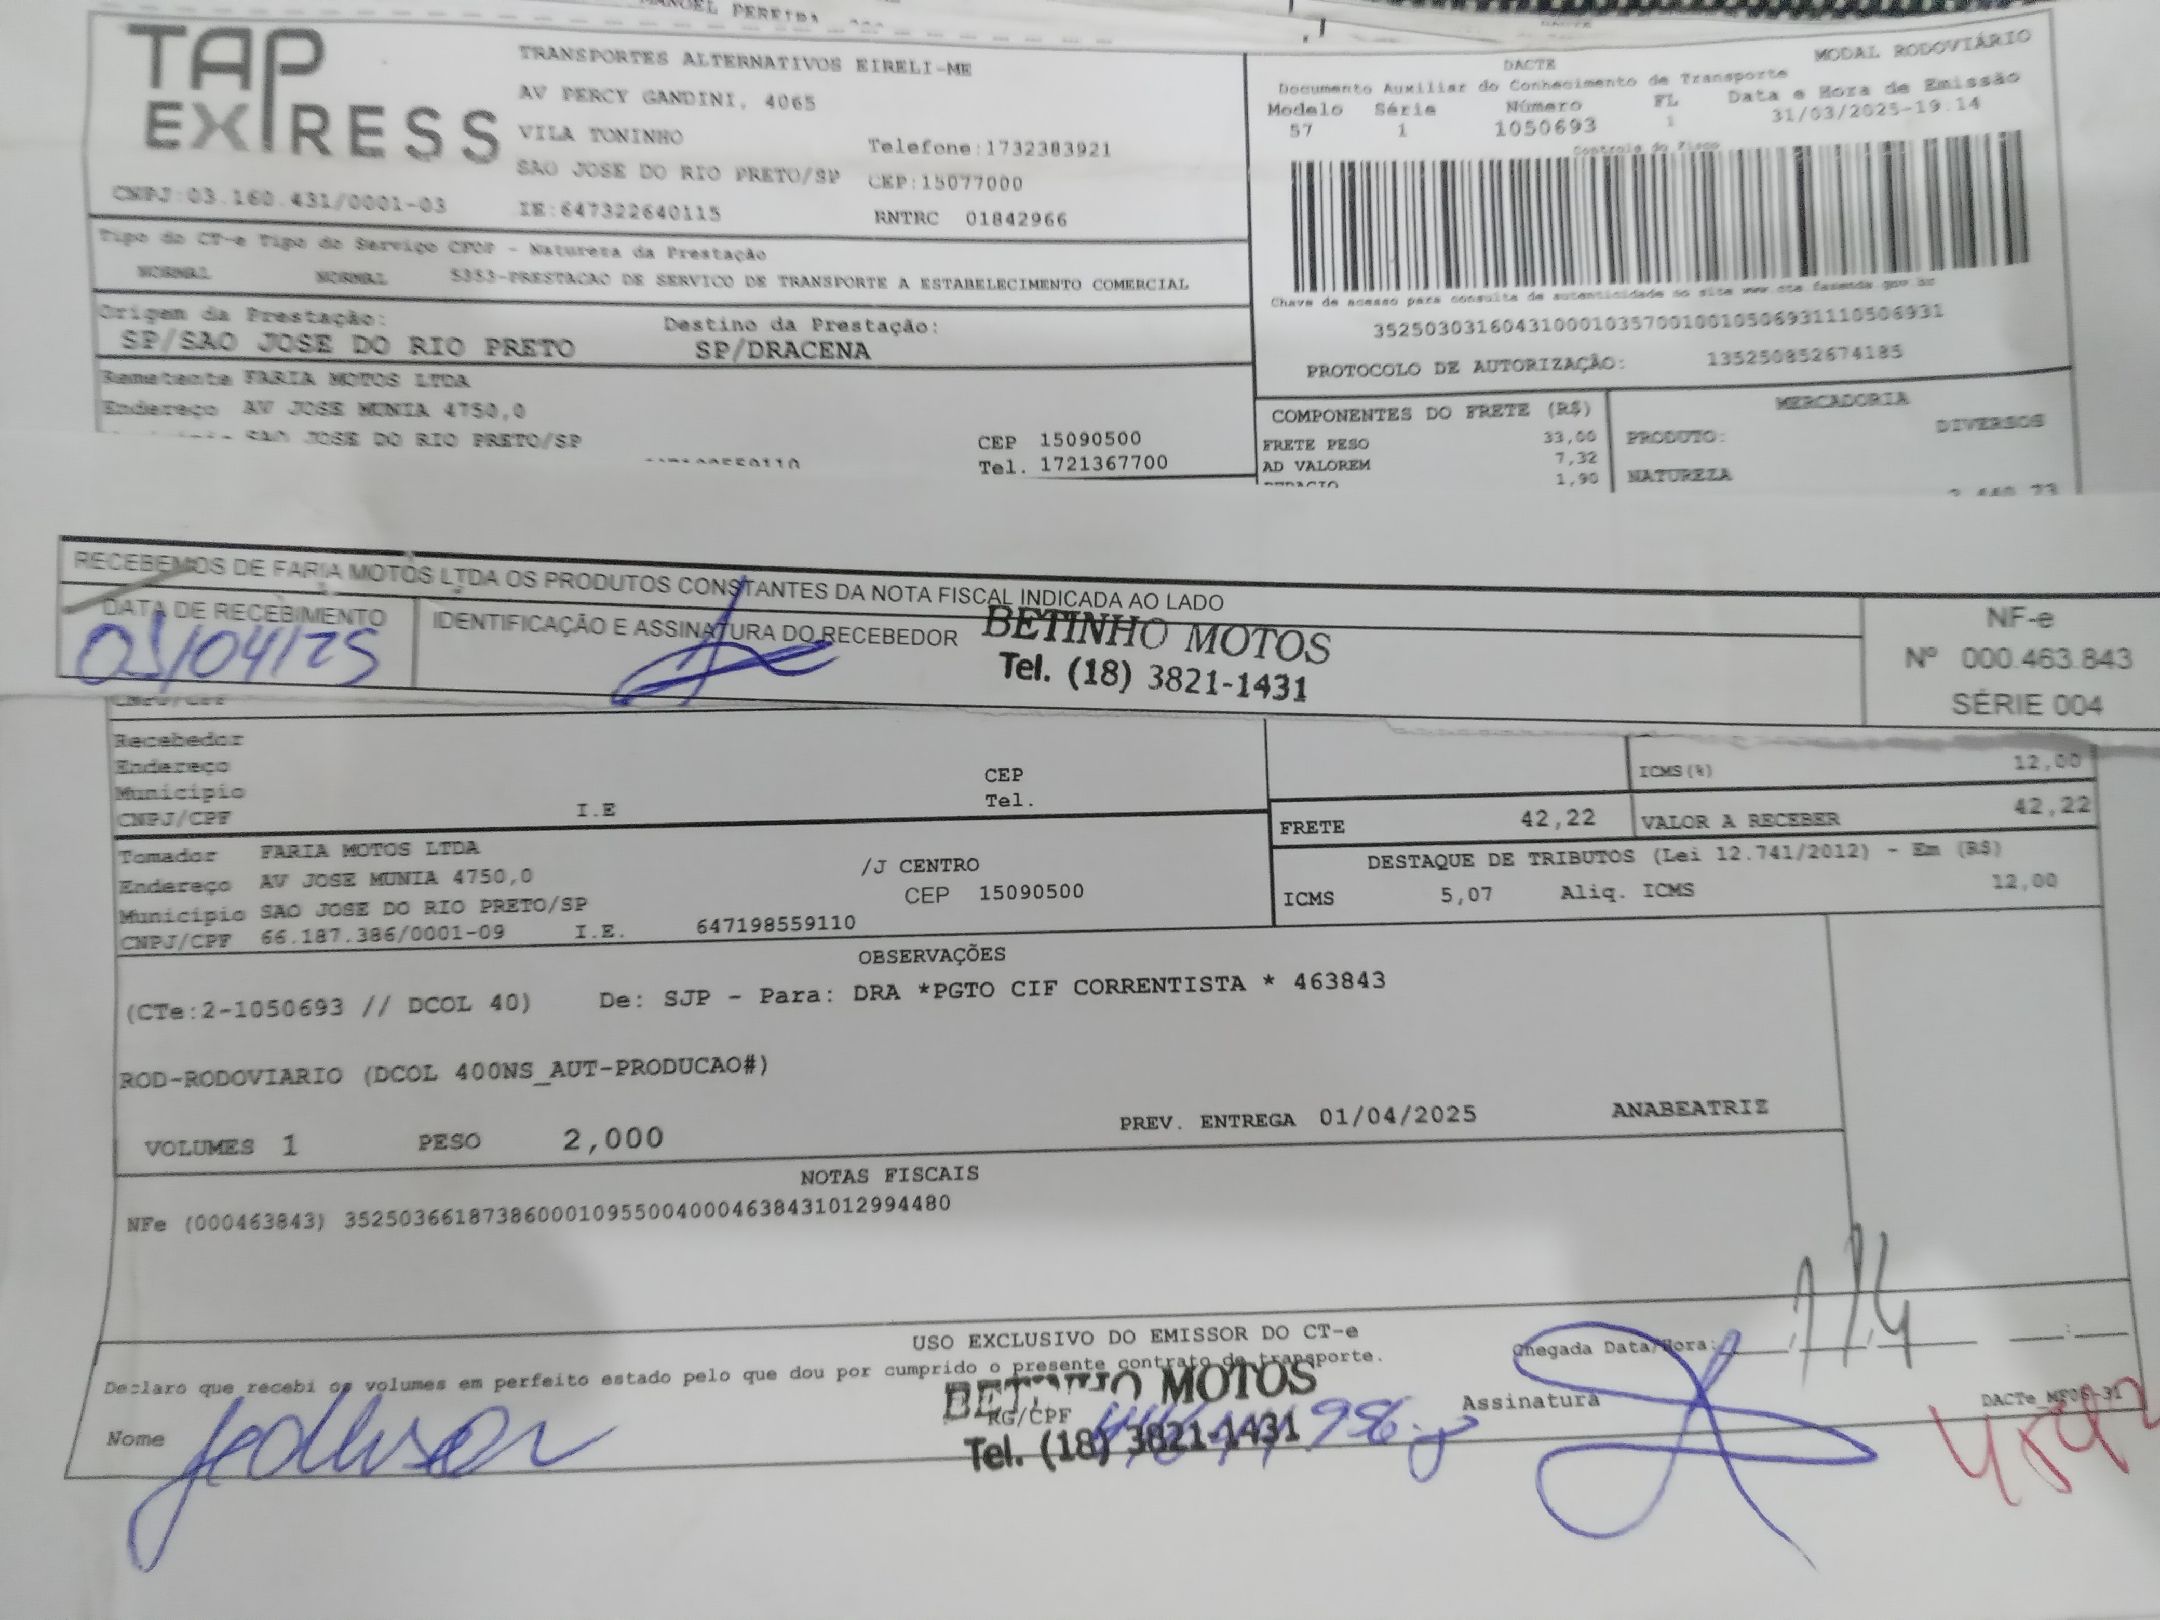 MANOEL PEREIRA
TAP EXPRESS
TRANSPORTES ALTERNATIVOS EIRELI-ME
AV PERCY GANDINI, 4065
VILA TONINHO
Telefone:1732383921
SAO JOSE DO RIO PRETO/SP CEP:15077000
CNPJ:03.160.431/0001-03 IE:647322640115 RNTRC 01842966
DACTE MODAL RODOVIÁRIO
Documento Auxiliar do Conhecimento de Transporte
Modelo Série Número FL Data e Hora de Emissão
57 1 1050693 1 31/03/2025-19:14
Controle do Fisco
Chave de acesso para consulta de autenticidade no site www.cte.fazenda.gov.br
35250303160431000103570010010506931110506931
PROTOCOLO DE AUTORIZAÇÃO: 135250852674185
Tipo do CT-e Tipo do Serviço CFOP - Natureza da Prestação
NORMAL NORMAL 5353-PRESTACAO DE SERVICO DE TRANSPORTE A ESTABELECIMENTO COMERCIAL
Origem da Prestação: Destino da Prestação:
SP/SAO JOSE DO RIO PRETO SP/DRACENA
Remetente FARIA MOTOS LTDA
Endereço AV JOSE MUNIA 4750,0
SAO JOSE DO RIO PRETO/SP CEP 15090500
Tel. 1721367700
COMPONENTES DO FRETE (R$)
FRETE PESO 33,00
AD VALOREM 7,32
1,90
MERCADORIA
PRODUTO: DIVERSOS
NATUREZA
RECEBEMOS DE FARIA MOTOS LTDA OS PRODUTOS CONSTANTES DA NOTA FISCAL INDICADA AO LADO
DATA DE RECEBIMENTO IDENTIFICAÇÃO E ASSINATURA DO RECEBEDOR
BETINHO MOTOS
Tel. (18) 3821-1431
NF-e
Nº 000.463.843
SÉRIE 004
Recebedor
Endereço CEP
Município Tel.
CNPJ/CPF I.E
ICMS(%) 12,00
FRETE 42,22 VALOR A RECEBER 42,22
Tomador FARIA MOTOS LTDA
Endereço AV JOSE MUNIA 4750,0 /J CENTRO
Município SAO JOSE DO RIO PRETO/SP CEP 15090500
CNPJ/CPF 66.187.386/0001-09 I.E. 647198559110
DESTAQUE DE TRIBUTOS (Lei 12.741/2012) - Em (R$)
ICMS 5,07 Aliq. ICMS 12,00
OBSERVAÇÕES
(CTe:2-1050693 // DCOL 40) De: SJP - Para: DRA *PGTO CIF CORRENTISTA * 463843
ROD-RODOVIARIO (DCOL 400NS_AUT-PRODUCAO#)
VOLUMES 1 PESO 2,000 PREV. ENTREGA 01/04/2025 ANABEATRIZ
NOTAS FISCAIS
NFe (000463843) 35250366187386000109550040004638431012994480
USO EXCLUSIVO DO EMISSOR DO CT-e
Declaro que recebi os volumes em perfeito estado pelo que dou por cumprido o presente contrato de transporte.
Chegada Data/Hora: 1/4
BETINHO MOTOS
Nome RG/CPF Assinatura
Tel. (18) 3821-1431